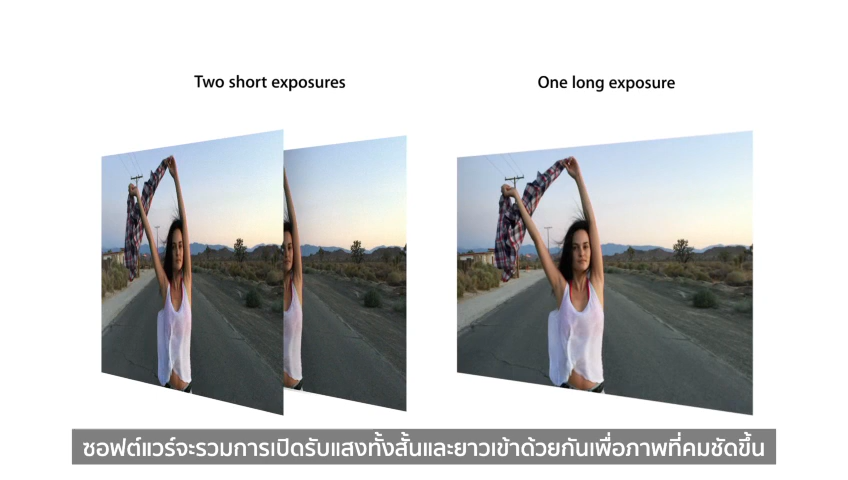 Two short exposures
One long exposure
ซอฟต์แวร์จะรวมการเปิดรับแสงทั้งสั้นและยาวเข้าด้วยกันเพื่อภาพที่คมชัดขึ้น